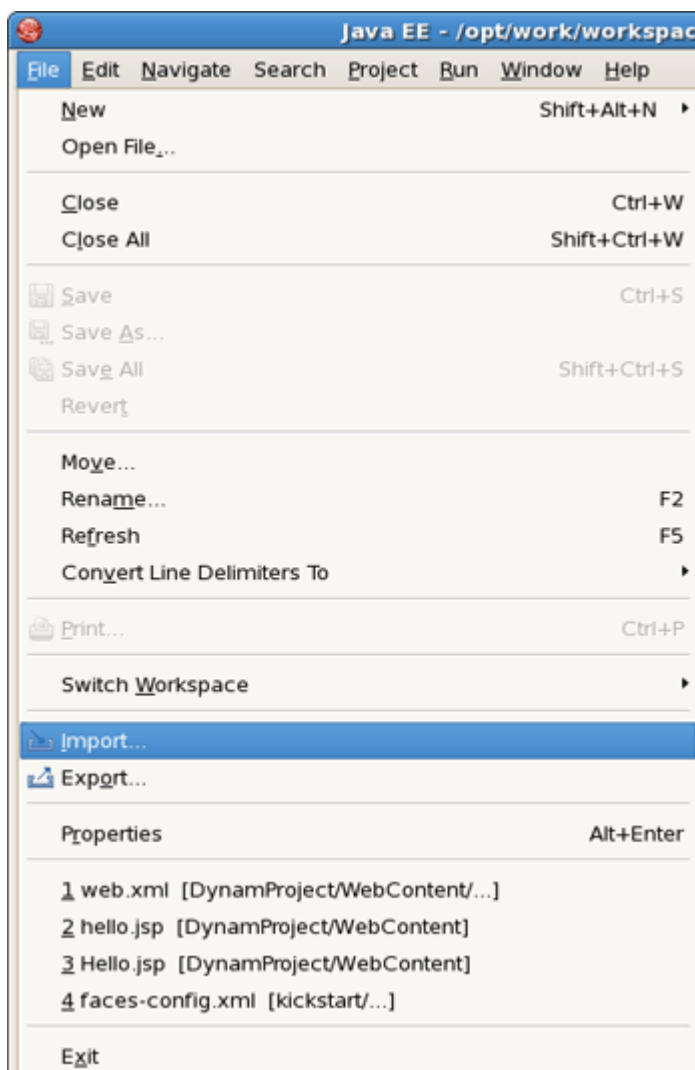 Java EE - /opt/work/workspac
File Edit Navigate Search Project Run Window Help
New Shift+Alt+N
Open File...
Close Ctrl+W
Close All Shift+Ctrl+W
Save Ctrl+S
Save As...
Save All Shift+Ctrl+S
Revert
Move...
Rename... F2
Refresh F5
Convert Line Delimiters To
Print... Ctrl+P
Switch Workspace
Import...
Export...
Properties Alt+Enter
1 web.xml [DynamProject/WebContent/...]
2 hello.jsp [DynamProject/WebContent]
3 Hello.jsp [DynamProject/WebContent]
4 faces-config.xml [kickstart/...]
Exit